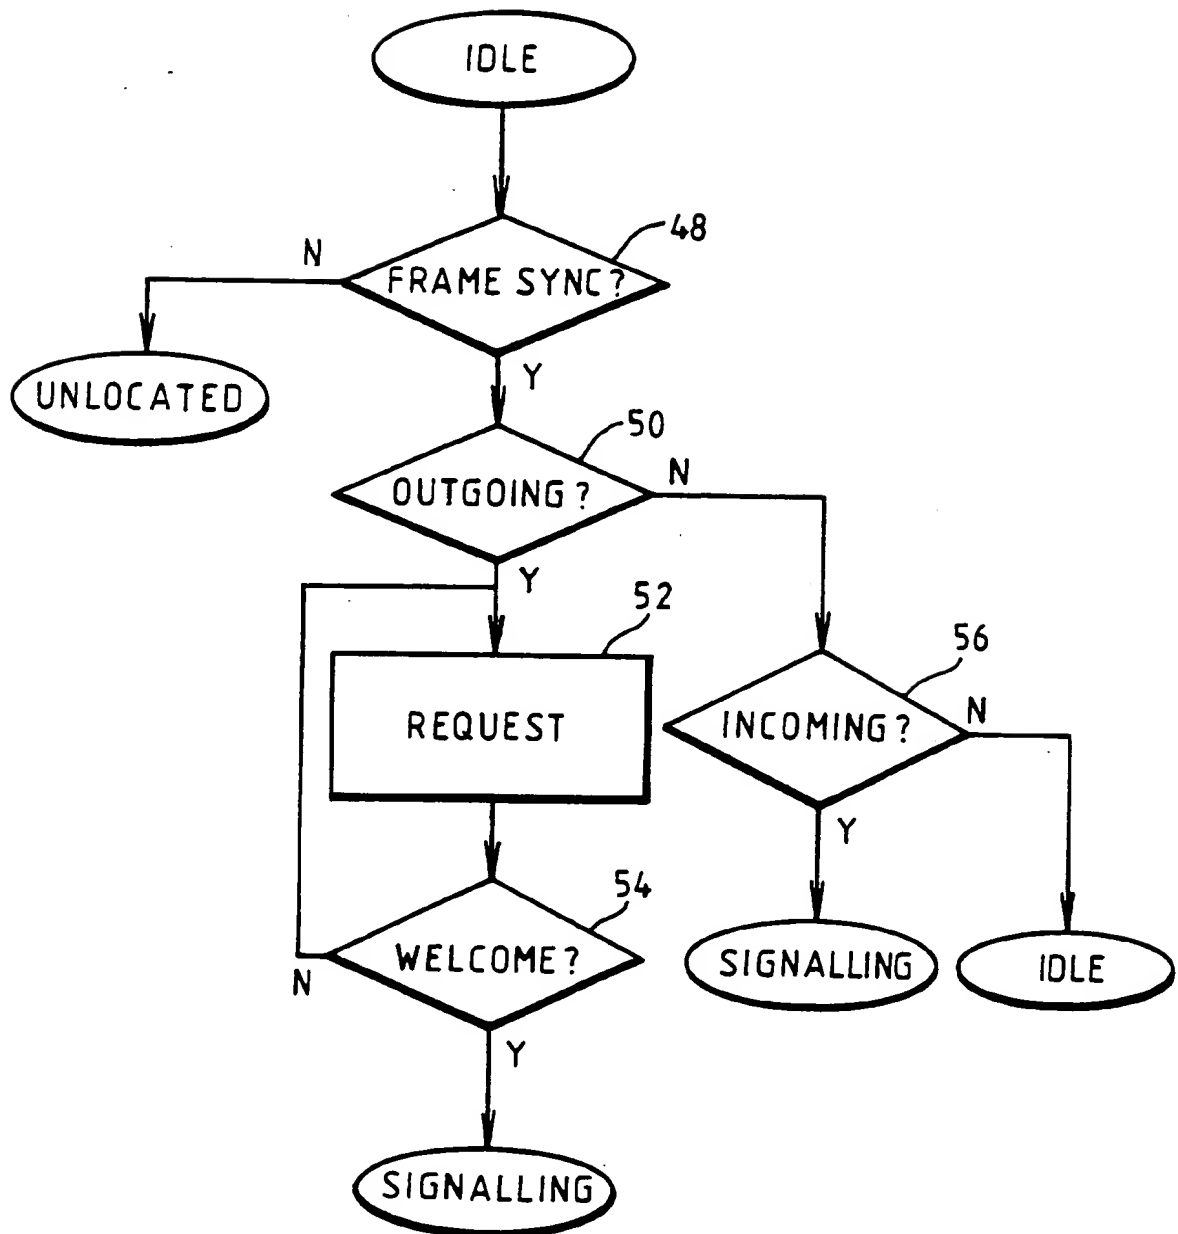 IDLE
48
N
FRAME SYNC?
Y
UNLOCATED
50
N
OUTGOING?
Y
52
56
REQUEST
INCOMING?
N
Y
54
WELCOME?
N
SIGNALLING
IDLE
Y
SIGNALLING